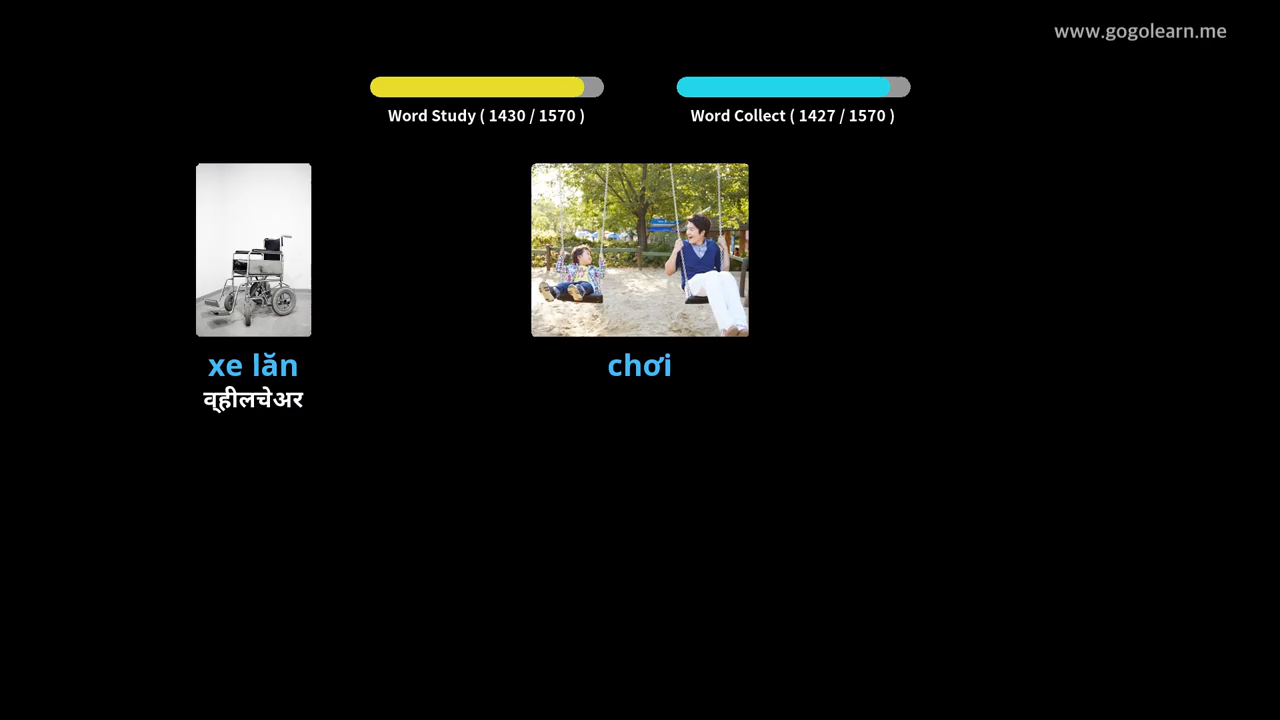 www.gogolearn.me
Word Study ( 1430 / 1570 )
Word Collect ( 1427 / 1570 )
xe lăn
व्हीलचेअर
chơi